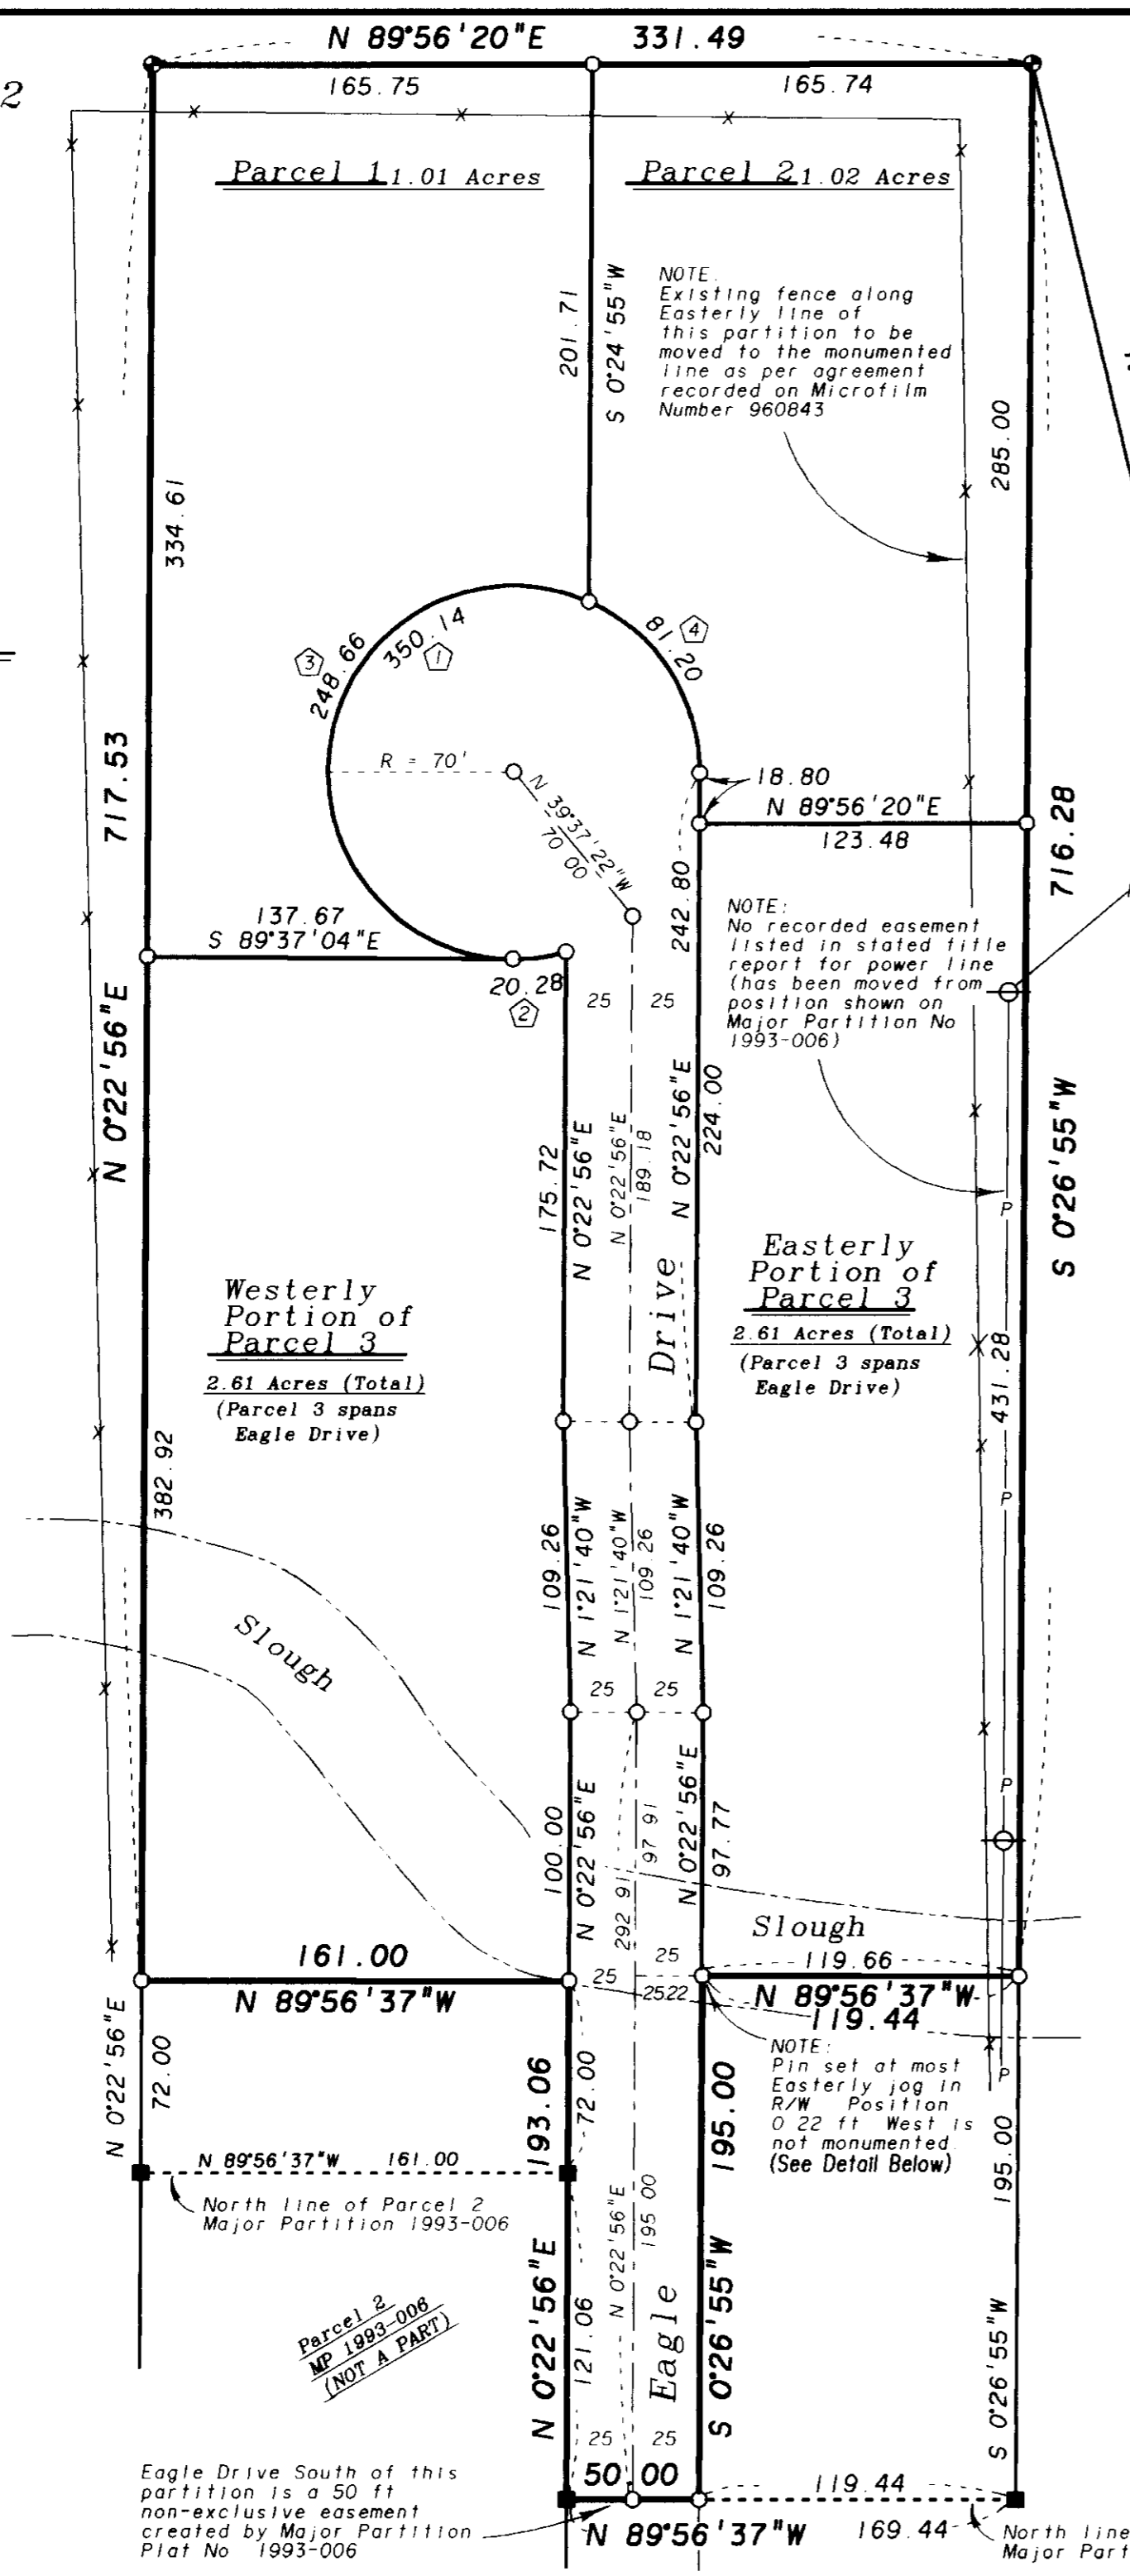 N 89°56'20"E 331.49
2
165.75
165.74
Parcel 1 1.01 Acres
Parcel 2 1.02 Acres
201.71
S 0°24'55"W
NOTE.
Existing fence along
Easterly line of
this partition to be
moved to the monumented
line as per agreement
recorded on Microfilm
Number 960843
285.00
334.61
717.53
N 0°22'56"E
3
248.66
350.14
1
81.20
4
R = 70'
N 39°37'22"W
70 00
18.80
N 89°56'20"E
123.48
716.28
S 0°26'55"W
137.67
S 89°37'04"E
20.28
2
25 25
242.80
NOTE:
No recorded easement
listed in stated title
report for power line
(has been moved from
position shown on
Major Partition No
1993-006)
175.72
N 0°22'56"E
N 0°22'56"E
189.18
N 0°22'56"E
224.00
P
Westerly
Portion of
Parcel 3
2.61 Acres (Total)
(Parcel 3 spans
Eagle Drive)
Drive
Easterly
Portion of
Parcel 3
2.61 Acres (Total)
(Parcel 3 spans
Eagle Drive)
431.28
P
382.92
109.26
N 1°21'40"W
N 1°21'40"W
109.26
N 1°21'40"W
109.26
Slough
25 25
P
100.00
N 0°22'56"E
292 91
97 91
N 0°22'56"E
97.77
Slough
161.00
N 89°56'37"W
25
25
2522
119.66
N 89°56'37"W
119.44
N 0°22'56"E
72.00
193.06
72.00
195.00
NOTE:
Pin set at most
Easterly jog in
R/W Position
0 22 ft West is
not monumented.
(See Detail Below)
P
195.00
N 89°56'37"W 161.00
North line of Parcel 2
Major Partition 1993-006
N 0°22'56"E
195 00
N 0°22'56"E
121.06
Eagle
S 0°26'55"W
S 0°26'55"W
Parcel 2
MP 1993-006
(NOT A PART)
25 25
50 00
119.44
Eagle Drive South of this
partition is a 50 ft
non-exclusive easement
created by Major Partition
Plat No 1993-006
N 89°56'37"W
169.44
North line
Major Part